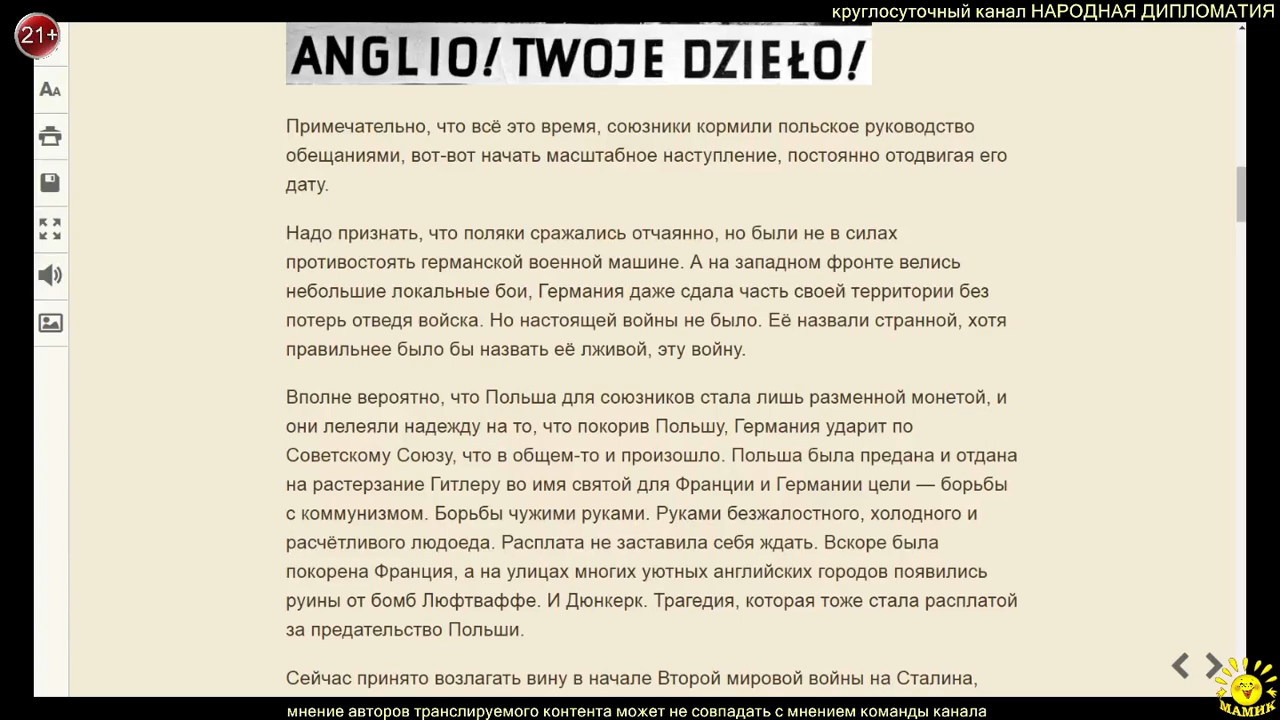 круглосуточный канал НАРОДНАЯ ДИПЛОМАТИЯ
21+
AA
ANGLIO! TWOJE DZIEŁO!
Примечательно, что всё это время, союзники кормили польское руководство
обещаниями, вот-вот начать масштабное наступление, постоянно отодвигая его
дату.
Надо признать, что поляки сражались отчаянно, но были не в силах
противостоять германской военной машине. А на западном фронте велись
небольшие локальные бои, Германия даже сдала часть своей территории без
потерь отведя войска. Но настоящей войны не было. Её назвали странной, хотя
правильнее было бы назвать её лживой, эту войну.
Вполне вероятно, что Польша для союзников стала лишь разменной монетой, и
они лелеяли надежду на то, что покорив Польшу, Германия ударит по
Советскому Союзу, что в общем-то и произошло. Польша была предана и отдана
на растерзание Гитлеру во имя святой для Франции и Германии цели — борьбы
с коммунизмом. Борьбы чужими руками. Руками безжалостного, холодного и
расчётливого людоеда. Расплата не заставила себя ждать. Вскоре была
покорена Франция, а на улицах многих уютных английских городов появились
руины от бомб Люфтваффе. И Дюнкерк. Трагедия, которая тоже стала расплатой
за предательство Польши.
Сейчас принято возлагать вину в начале Второй мировой войны на Сталина,
МАМИК
мнение авторов транслируемого контента может не совпадать с мнением команды канала